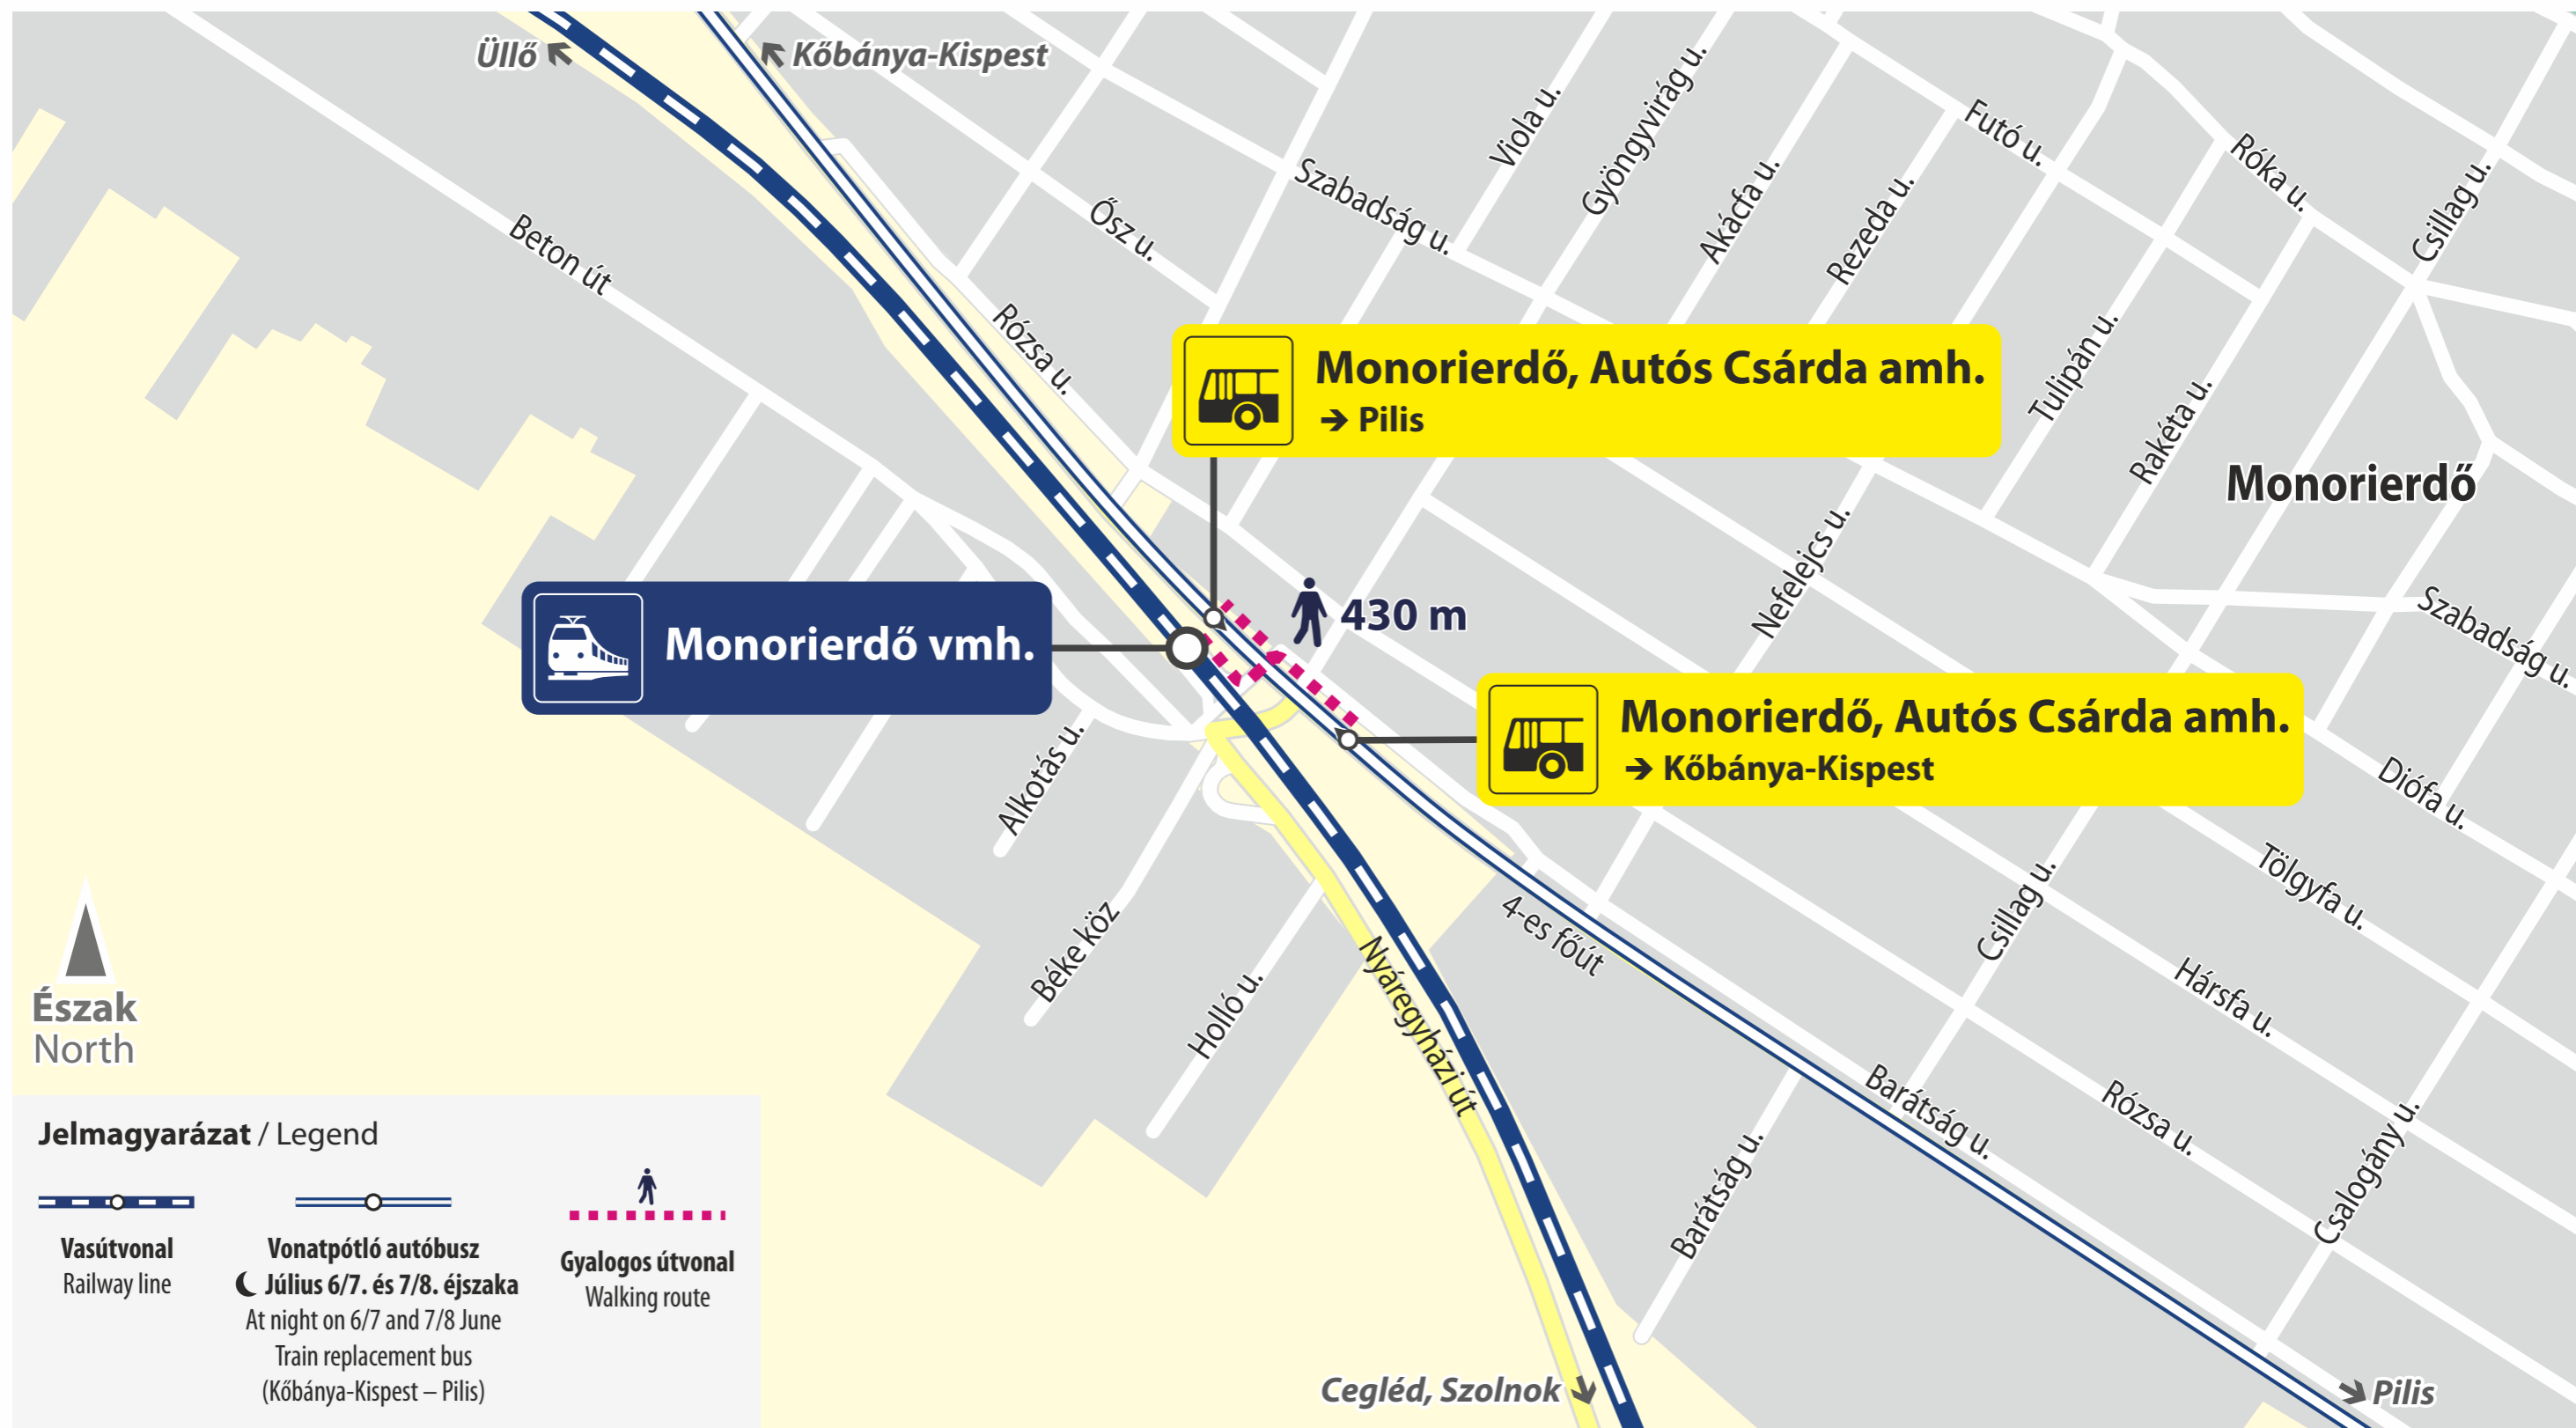 Üllő
Kőbánya-Kispest
Viola u.
Gyöngyvirág u.
Akácfa u.
Rezeda u.
Futó u.
Róka u.
Csillag u.
Szabadság u.
Ősz u.
Beton út
Rózsa u.
Monorierdő, Autós Csárda amh.
→ Pilis
Tulipán u.
Rakéta u.
Monorierdő
Nefelejcs u.
430 m
Monorierdő vmh.
Szabadság u.
Monorierdő, Autós Csárda amh.
→ Kőbánya-Kispest
Alkotás u.
Diófa u.
Tölgyfa u.
Csillag u.
Hársfa u.
4-es főút
Béke köz
Holló u.
Nyáregyházi út
Barátság u.
Rózsa u.
Csalogány u.
Barátság u.
Észak
North
Jelmagyarázat / Legend
Vasútvonal
Railway line
Vonatpótló autóbusz
Július 6/7. és 7/8. éjszaka
At night on 6/7 and 7/8 June
Train replacement bus
(Kőbánya-Kispest – Pilis)
Gyalogos útvonal
Walking route
Cegléd, Szolnok
Pilis